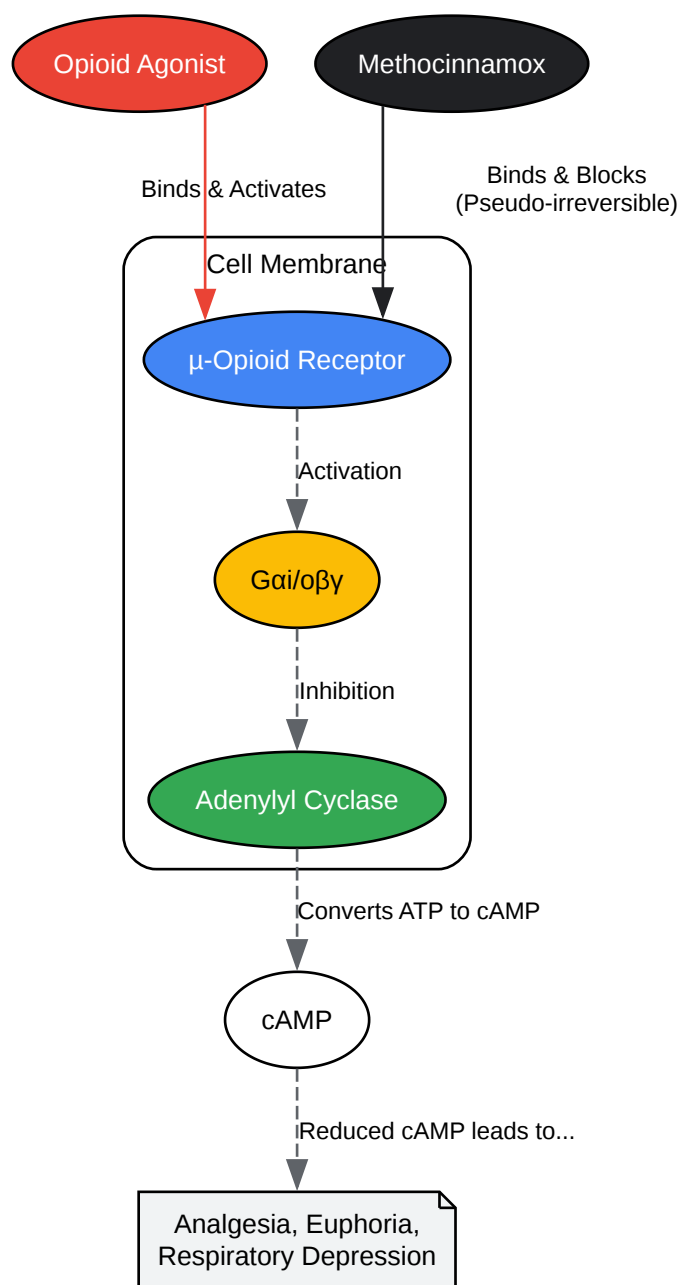 Opioid Agonist
Methocinnamox
Binds & Activates
Binds & Blocks
(Pseudo-irreversible)
Cell Membrane
µ-Opioid Receptor
Activation
Gαi/oβγ
Inhibition
Adenylyl Cyclase
Converts ATP to cAMP
cAMP
Reduced cAMP leads to...
Analgesia, Euphoria,
Respiratory Depression